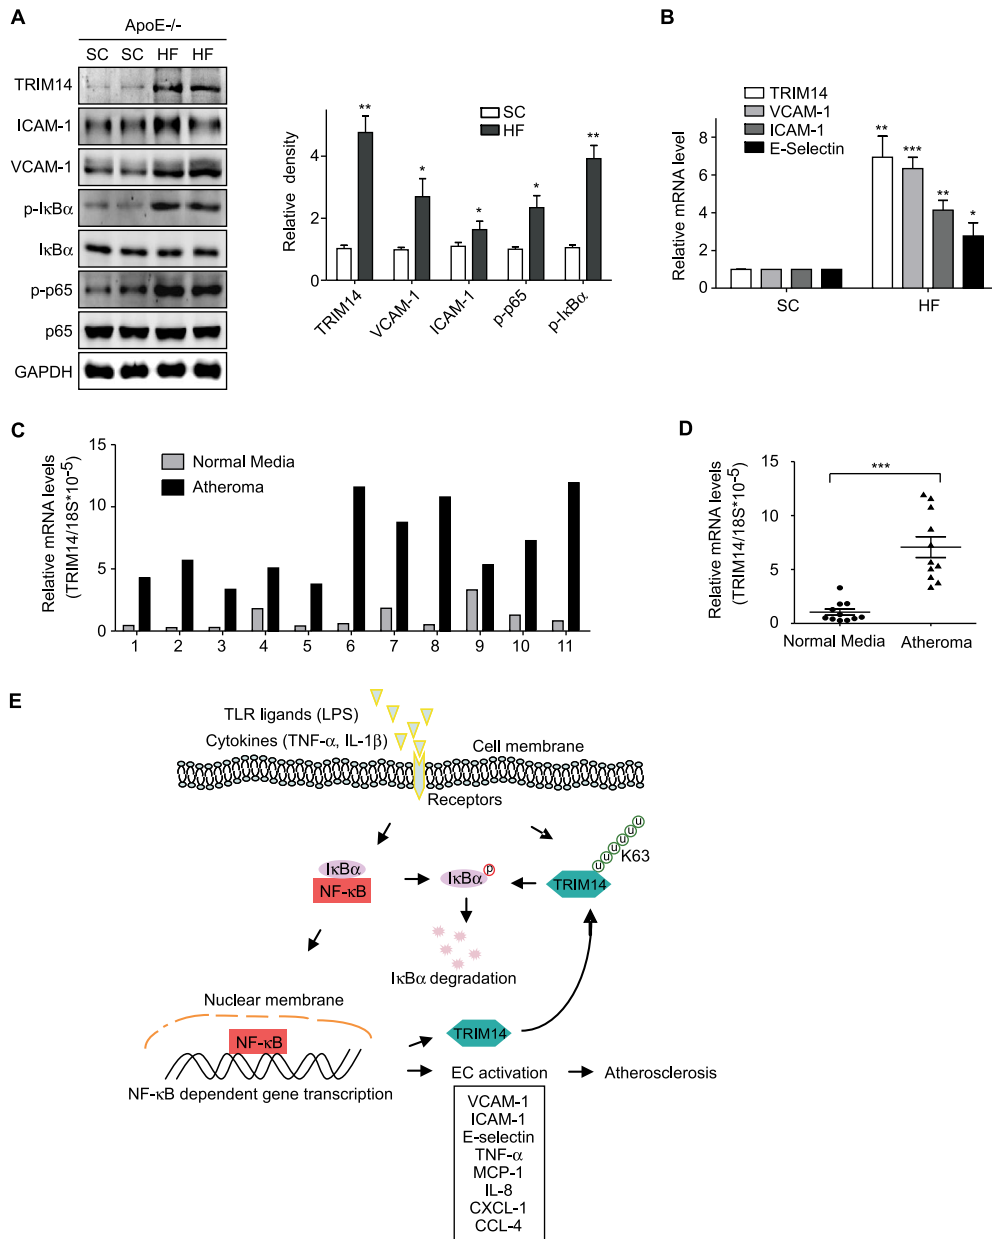 A
ApoE-/-
SC SC HF HF
TRIM14
ICAM-1
VCAM-1
p-IκBα
IκBα
p-p65
p65
GAPDH
Relative density
0
2
4
6
SC
HF
**
*
*
*
**
TRIM14
VCAM-1
ICAM-1
p-p65
p-IκBα
B
Relative mRNA level
0
2
4
6
8
10
TRIM14
VCAM-1
ICAM-1
E-Selectin
**
***
**
*
SC HF
C
Relative mRNA levels
(TRIM14/18S*10-5)
15
10
5
0
Normal Media
Atheroma
1 2 3 4 5 6 7 8 9 10 11
D
Relative mRNA levels
(TRIM14/18S*10-5)
15
10
5
0
***
Normal Media Atheroma
E
TLR ligands (LPS)
Cytokines (TNF-α, IL-1β)
Cell membrane
Receptors
u u u u u u
K63
IκBα
NF-κB
IκBα p
TRIM14
IκBα degradation
Nuclear membrane
NF-κB
TRIM14
NF-κB dependent gene transcription
EC activation
Atherosclerosis
VCAM-1
ICAM-1
E-selectin
TNF-α
MCP-1
IL-8
CXCL-1
CCL-4